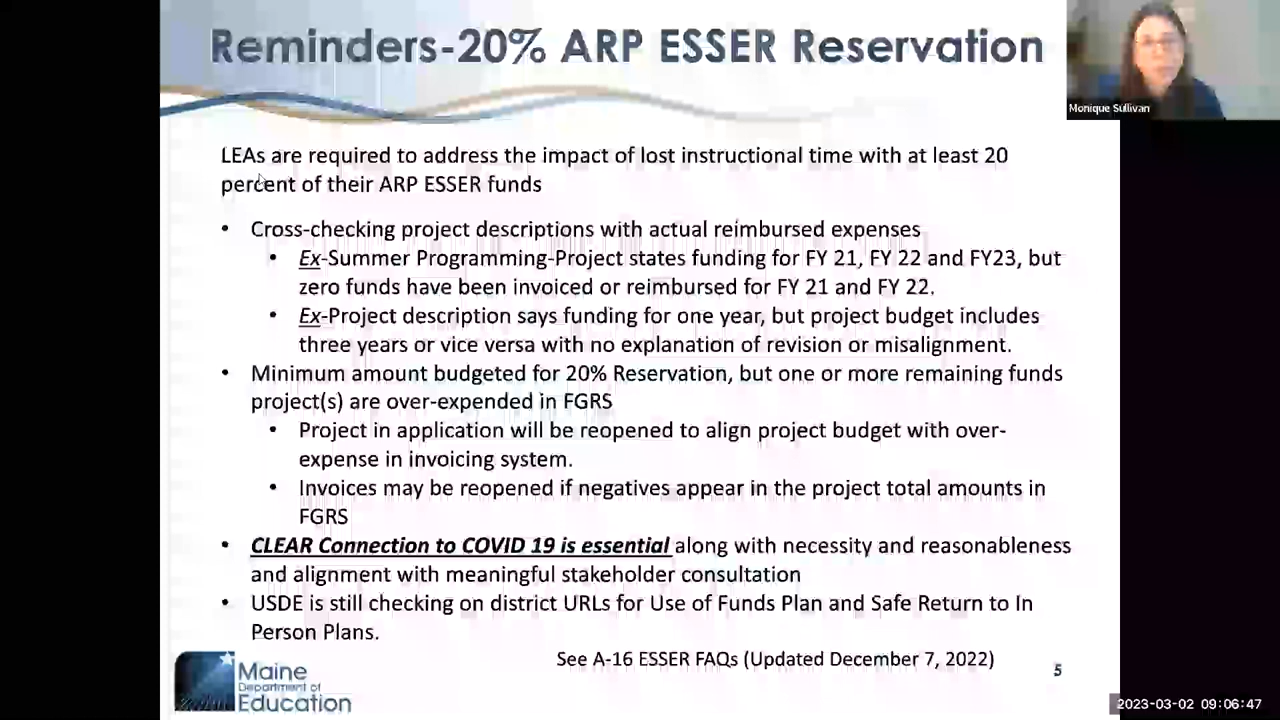 Reminders-20% ARP ESSER Reservation
Monique Sullivan
LEAs are required to address the impact of lost instructional time with at least 20
percent of their ARP ESSER funds
• Cross-checking project descriptions with actual reimbursed expenses
• Ex-Summer Programming-Project states funding for FY 21, FY 22 and FY23, but
zero funds have been invoiced or reimbursed for FY 21 and FY 22.
• Ex-Project description says funding for one year, but project budget includes
three years or vice versa with no explanation of revision or misalignment.
• Minimum amount budgeted for 20% Reservation, but one or more remaining funds
project(s) are over-expended in FGRS
• Project in application will be reopened to align project budget with over-
expense in invoicing system.
• Invoices may be reopened if negatives appear in the project total amounts in
FGRS
• CLEAR Connection to COVID 19 is essential along with necessity and reasonableness
and alignment with meaningful stakeholder consultation
• USDE is still checking on district URLs for Use of Funds Plan and Safe Return to In
Person Plans.
See A-16 ESSER FAQs (Updated December 7, 2022)
5
Maine
Department of
Education
2023-03-02 09:06:47